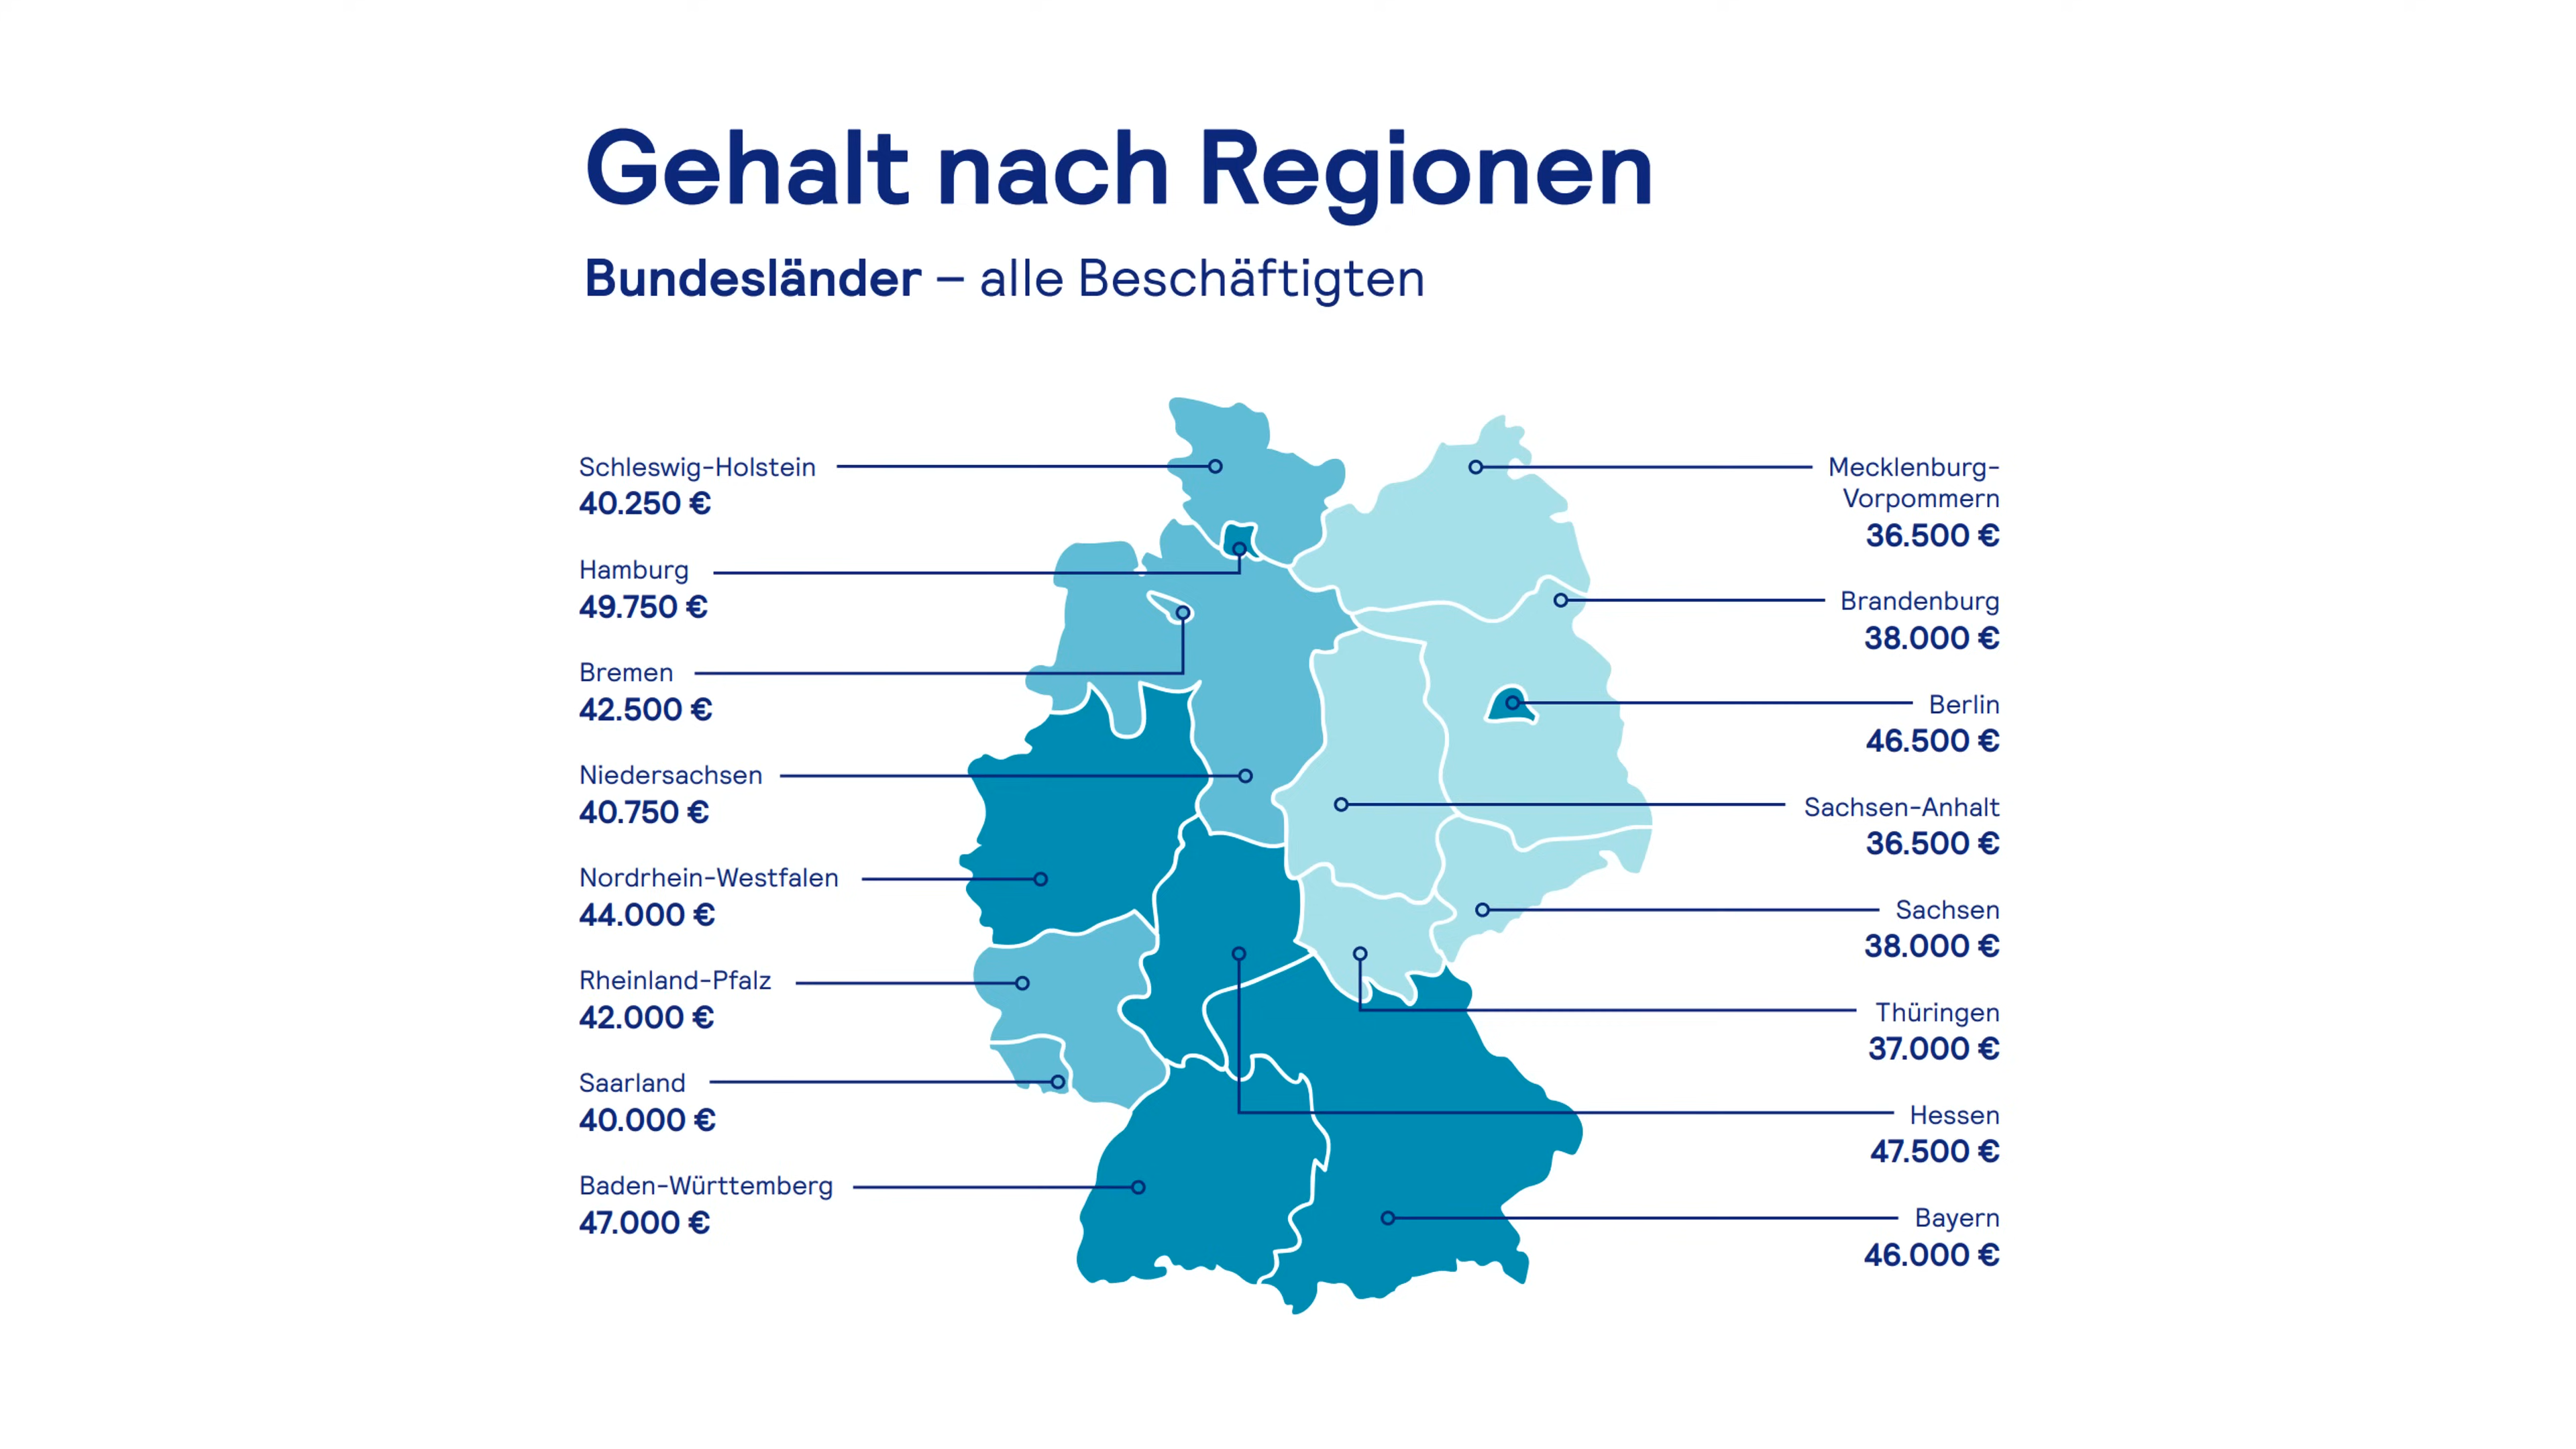 Gehalt nach Regionen
Bundesländer – alle Beschäftigten
Schleswig-Holstein
40.250 €
Hamburg
49.750 €
Bremen
42.500 €
Niedersachsen
40.750 €
Nordrhein-Westfalen
44.000 €
Rheinland-Pfalz
42.000 €
Saarland
40.000 €
Baden-Württemberg
47.000 €
Mecklenburg-
Vorpommern
36.500 €
Brandenburg
38.000 €
Berlin
46.500 €
Sachsen-Anhalt
36.500 €
Sachsen
38.000 €
Thüringen
37.000 €
Hessen
47.500 €
Bayern
46.000 €